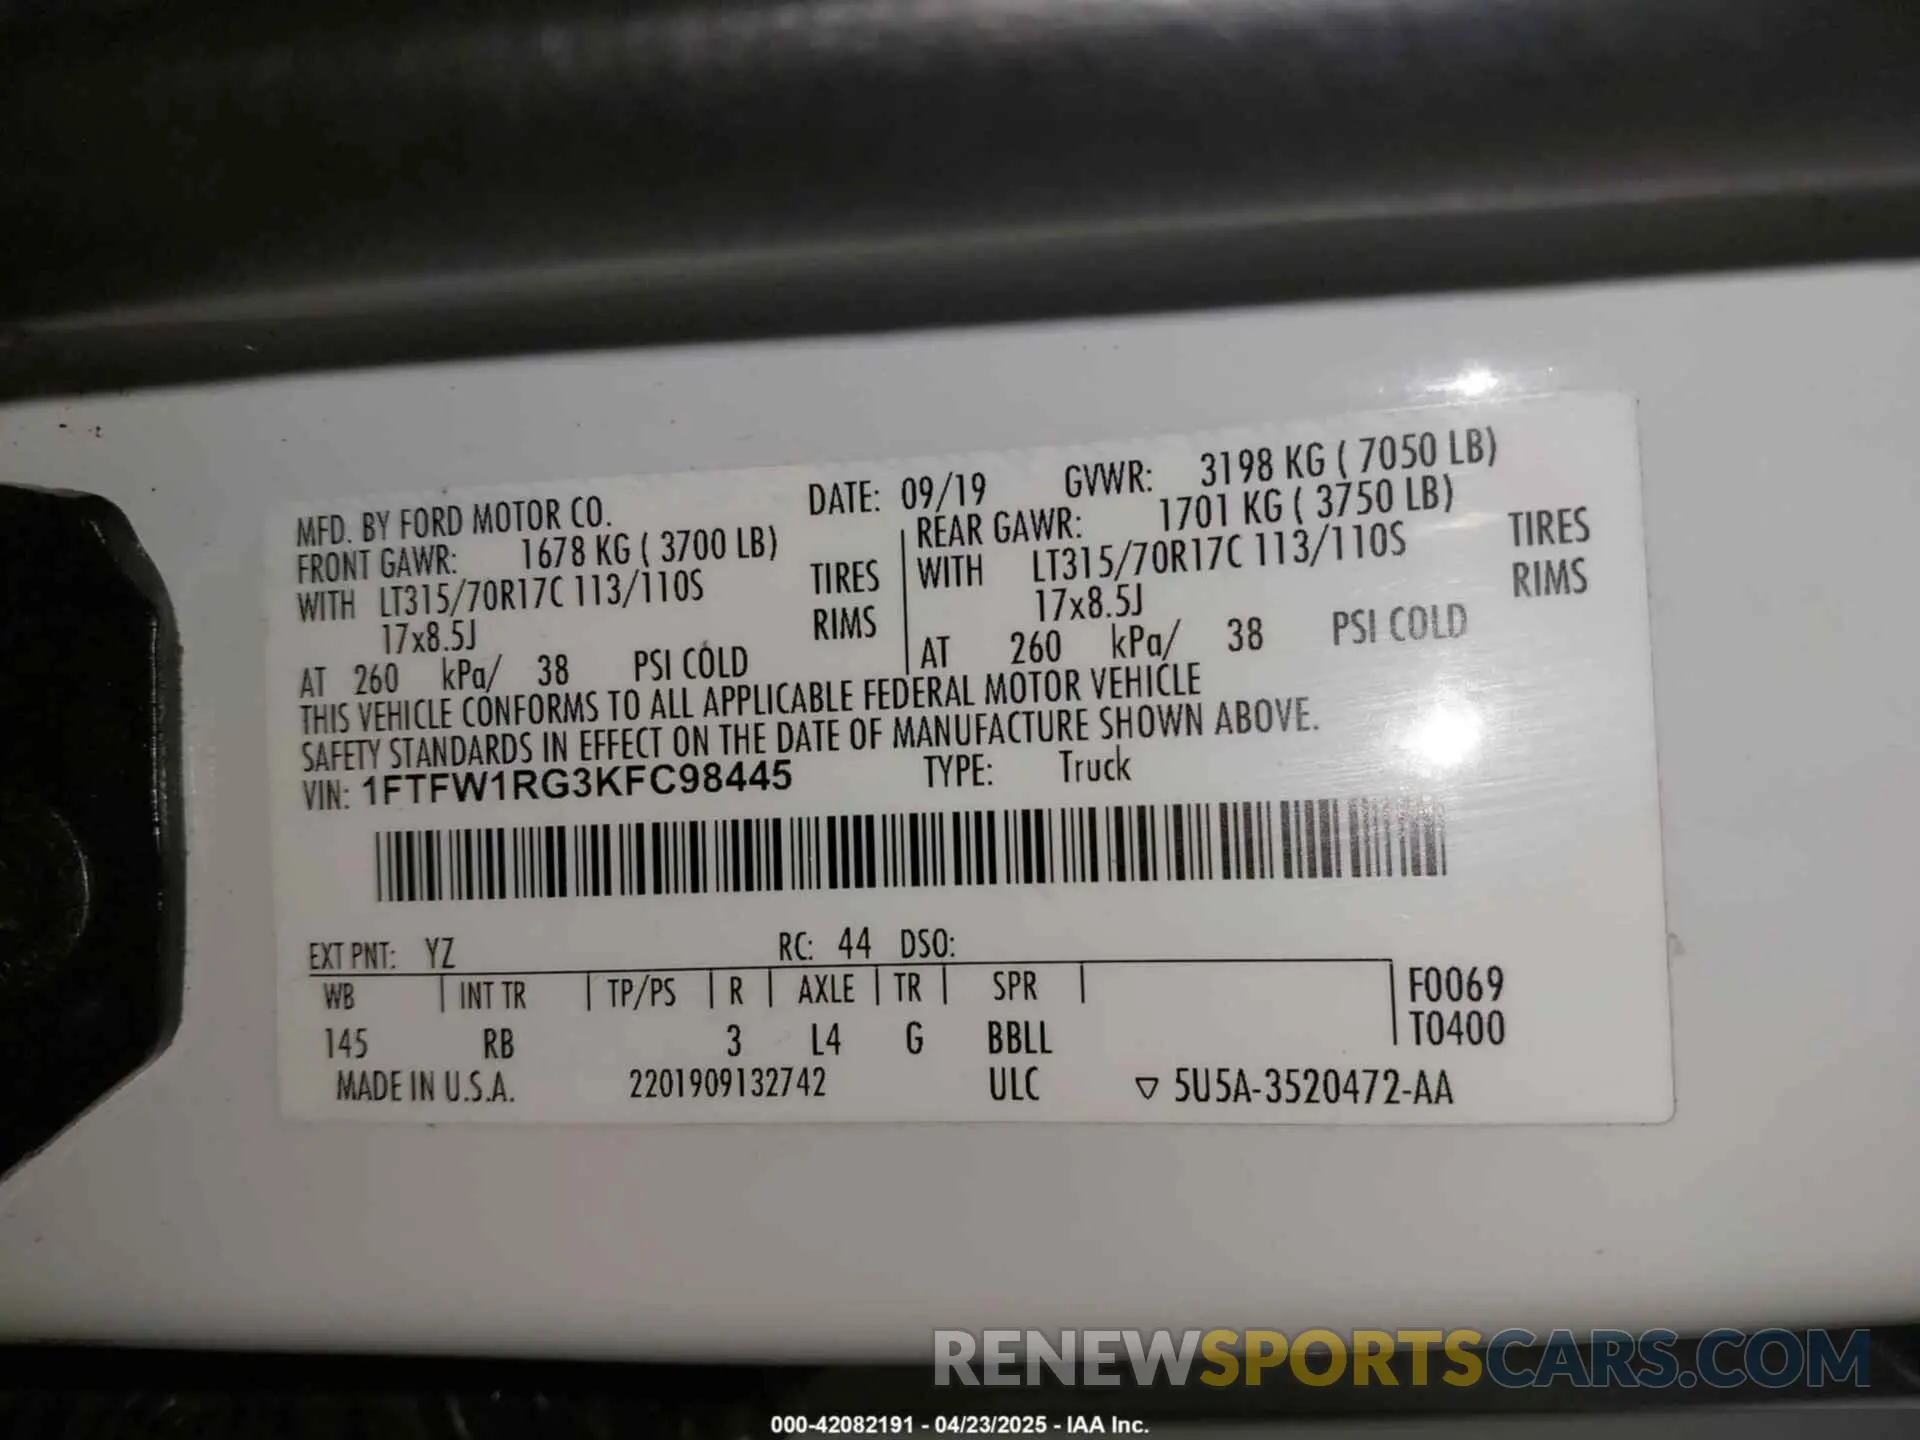 MFD. BY FORD MOTOR CO. DATE: 09/19 GVWR: 3198 KG ( 7050 LB)
FRONT GAWR: 1678 KG ( 3700 LB) REAR GAWR: 1701 KG ( 3750 LB)
WITH LT315/70R17C 113/110S TIRES WITH LT315/70R17C 113/110S TIRES
17x8.5J RIMS 17x8.5J RIMS
AT 260 kPa/ 38 PSI COLD AT 260 kPa/ 38 PSI COLD
THIS VEHICLE CONFORMS TO ALL APPLICABLE FEDERAL MOTOR VEHICLE
SAFETY STANDARDS IN EFFECT ON THE DATE OF MANUFACTURE SHOWN ABOVE.
VIN: 1FTFW1RG3KFC98445 TYPE: Truck
EXT PNT: YZ RC: 44 DSO:
WB INT TR TP/PS R AXLE TR SPR F0069
145 RB 3 L4 G BBLL T0400
MADE IN U.S.A. 2201909132742 ULC ▽ 5U5A-3520472-AA
RENEWSPORTSCARS.COM
000-42082191 - 04/23/2025 - IAA Inc.